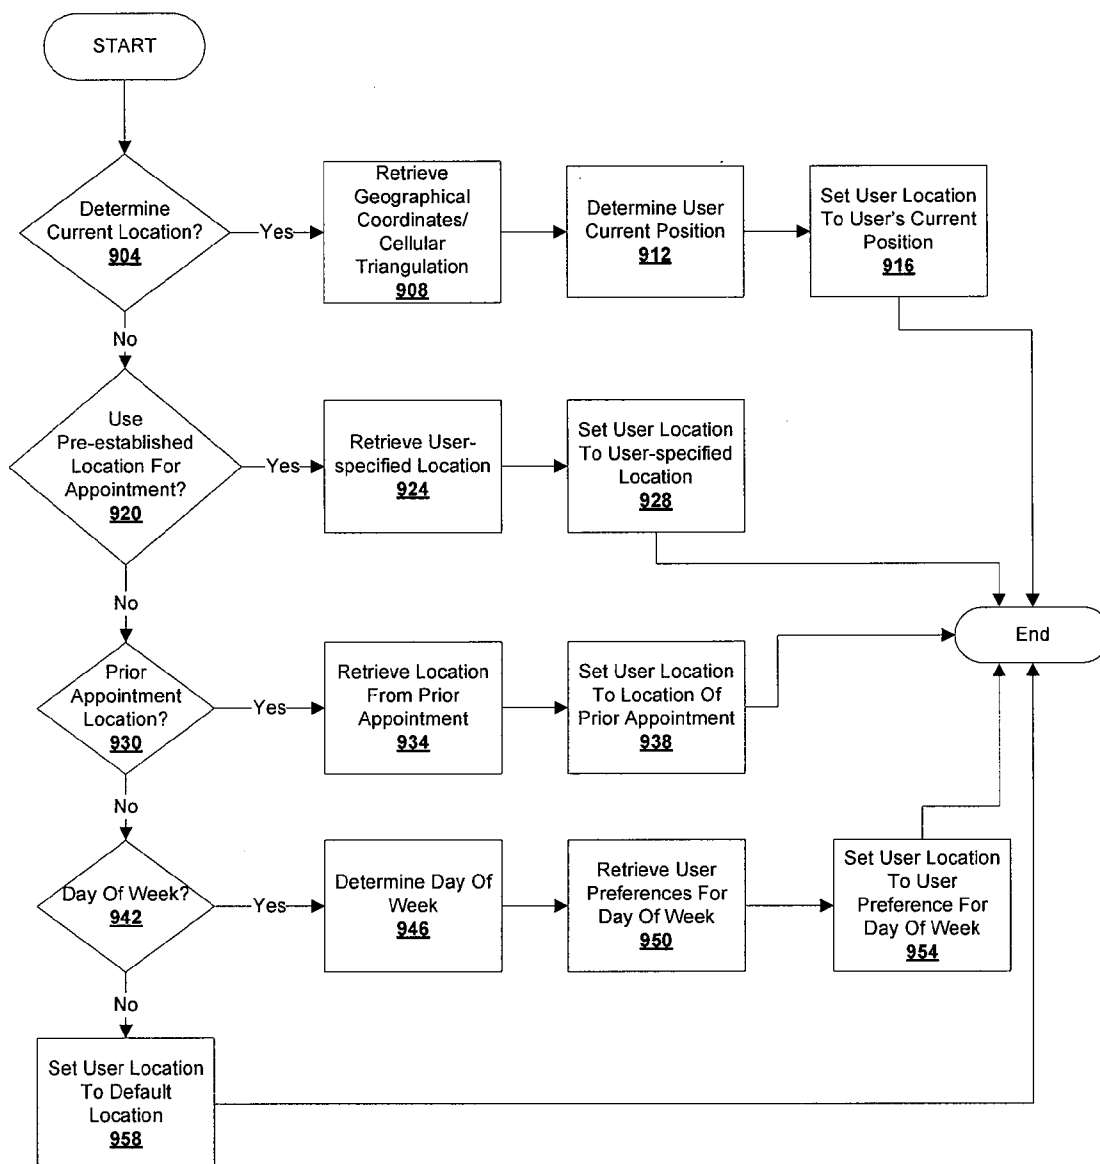 START
Determine
Current Location?
904
Yes
Retrieve
Geographical
Coordinates/
Cellular
Triangulation
908
Determine User
Current Position
912
Set User Location
To User's Current
Position
916
No
Use
Pre-established
Location For
Appointment?
920
Yes
Retrieve User-
specified Location
924
Set User Location
To User-specified
Location
928
No
End
Prior
Appointment
Location?
930
Yes
Retrieve Location
From Prior
Appointment
934
Set User Location
To Location Of
Prior Appointment
938
No
Day Of Week?
942
Yes
Determine Day Of
Week
946
Retrieve User
Preferences For
Day Of Week
950
Set User Location
To User
Preference For
Day Of Week
954
No
Set User Location
To Default
Location
958